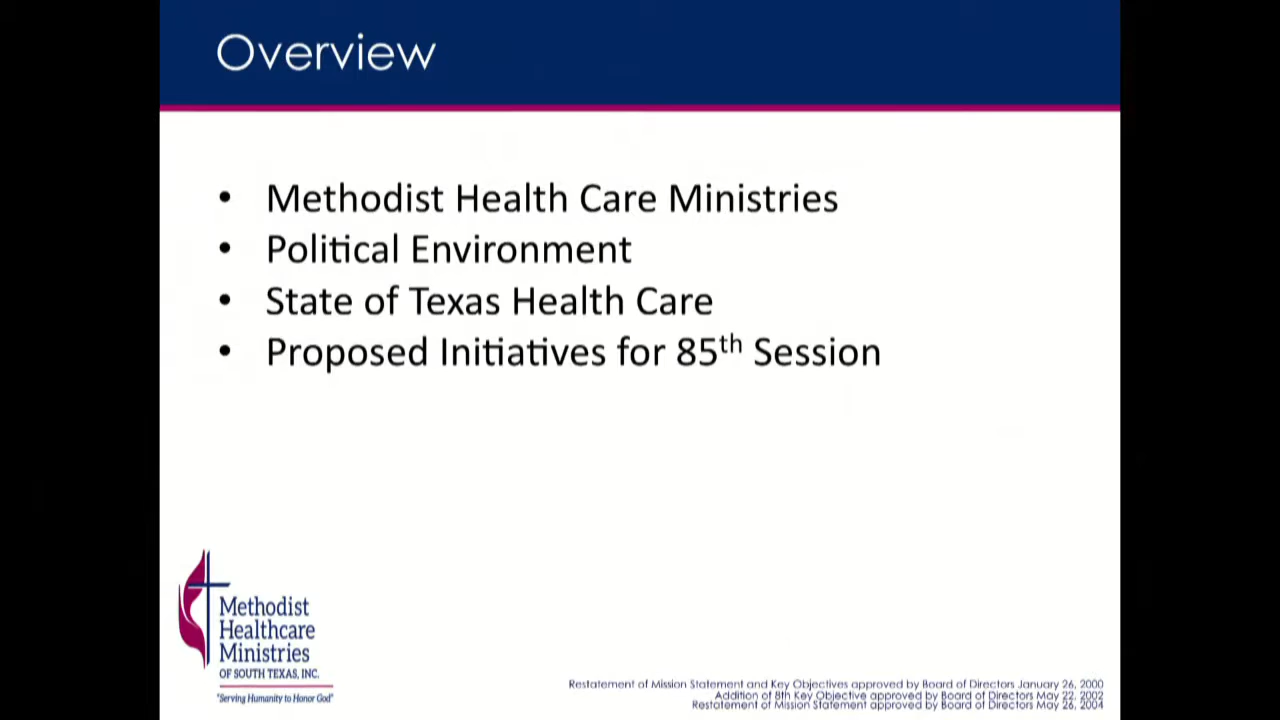 Overview
• Methodist Health Care Ministries
• Political Environment
• State of Texas Health Care
• Proposed Initiatives for 85th Session
Methodist
Healthcare
Ministries
OF SOUTH TEXAS, INC.
"Serving Humanity to Honor God"
Restatement of Mission Statement and Key Objectives approved by Board of Directors January 26, 2000
Addition of 8th Key Objective approved by Board of Directors May 22, 2002
Restatement of Mission Statement approved by Board of Directors May 26, 2004